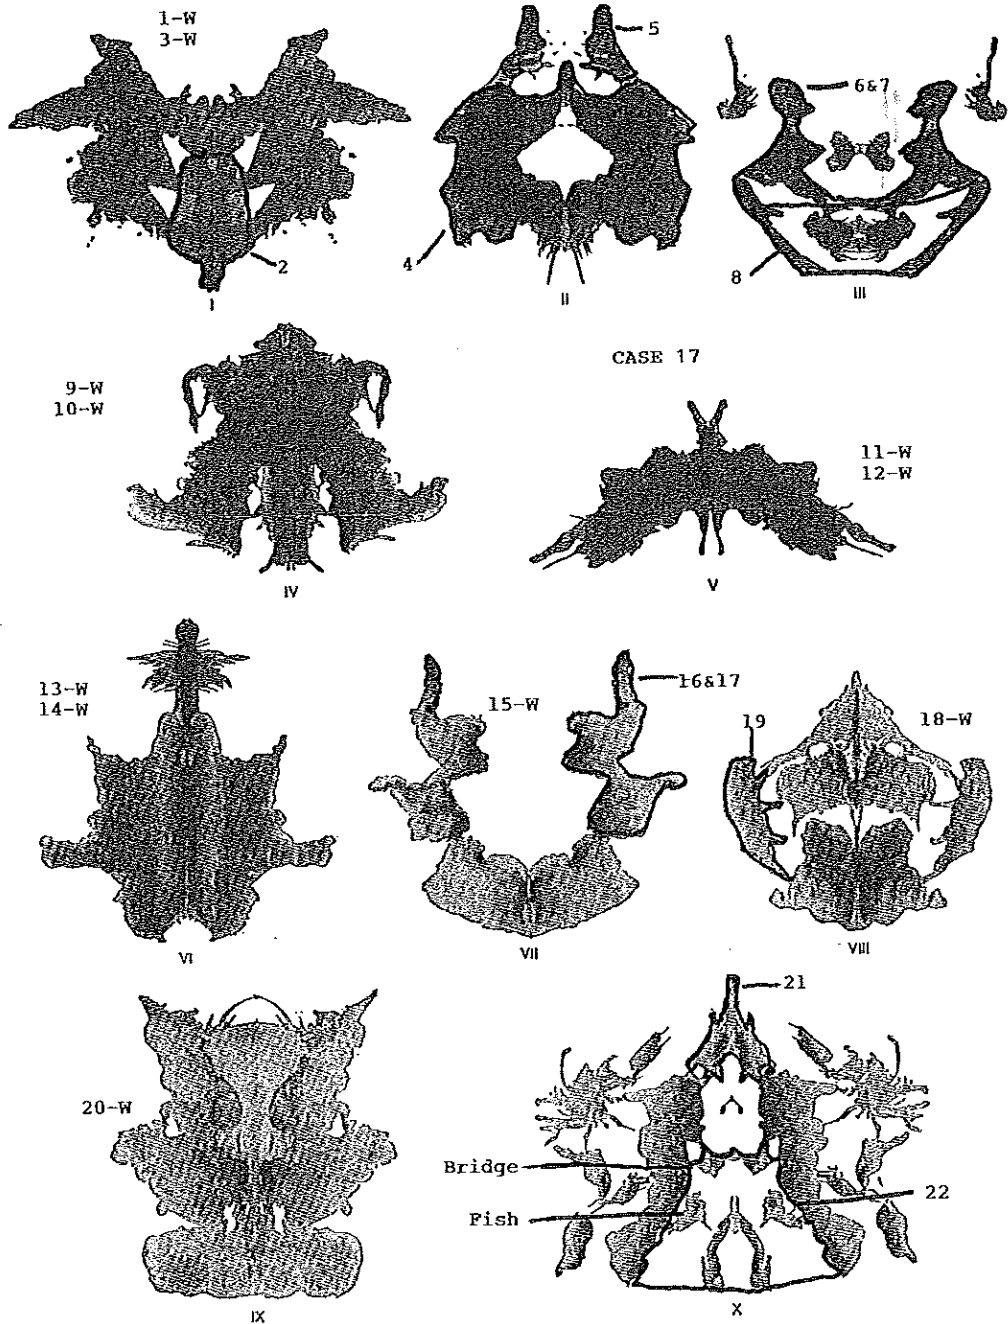 1-W
3-W
2
I
5
4
II
6&7
8
III
9-W
10-W
IV
CASE 17
11-W
12-W
V
13-W
14-W
VI
15-W
16&17
VII
19
18-W
VIII
20-W
IX
21
Bridge
Fish
22
X